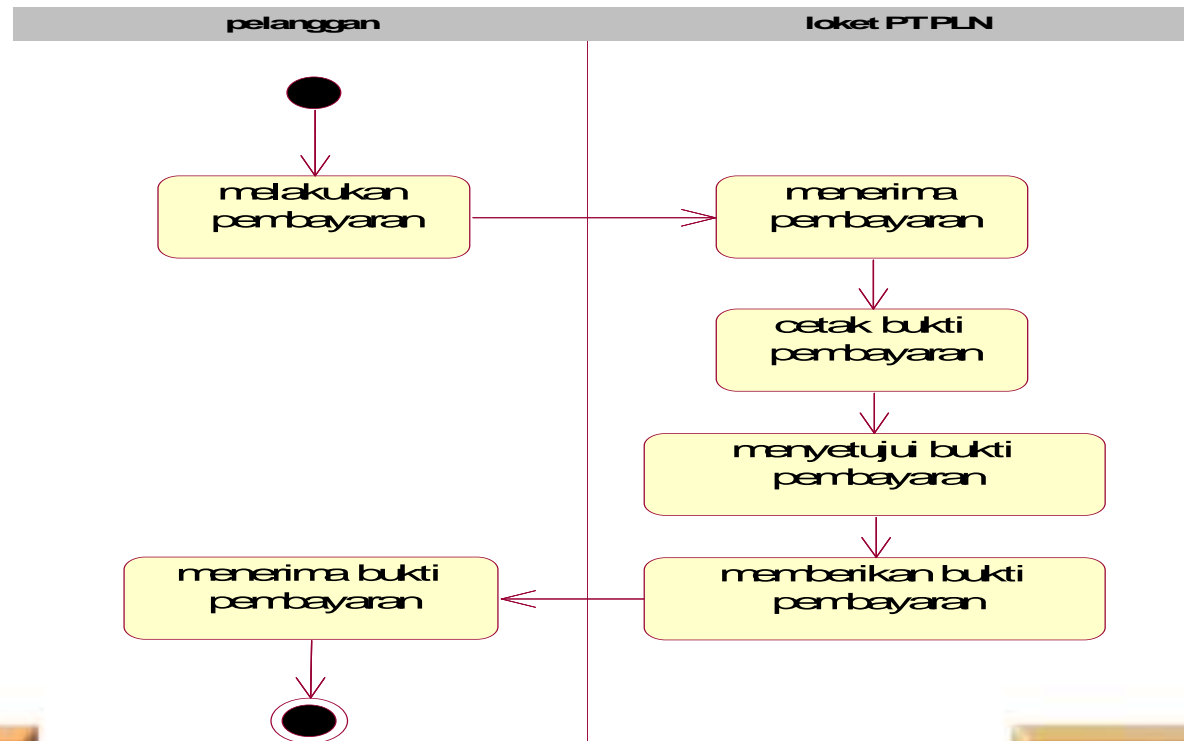 pelanggan
loket PT PLN
melakukan
pembayaran
menerima
pembayaran
cetak bukti
pembayaran
menyetujui bukti
pembayaran
memberikan bukti
pembayaran
menerima bukti
pembayaran